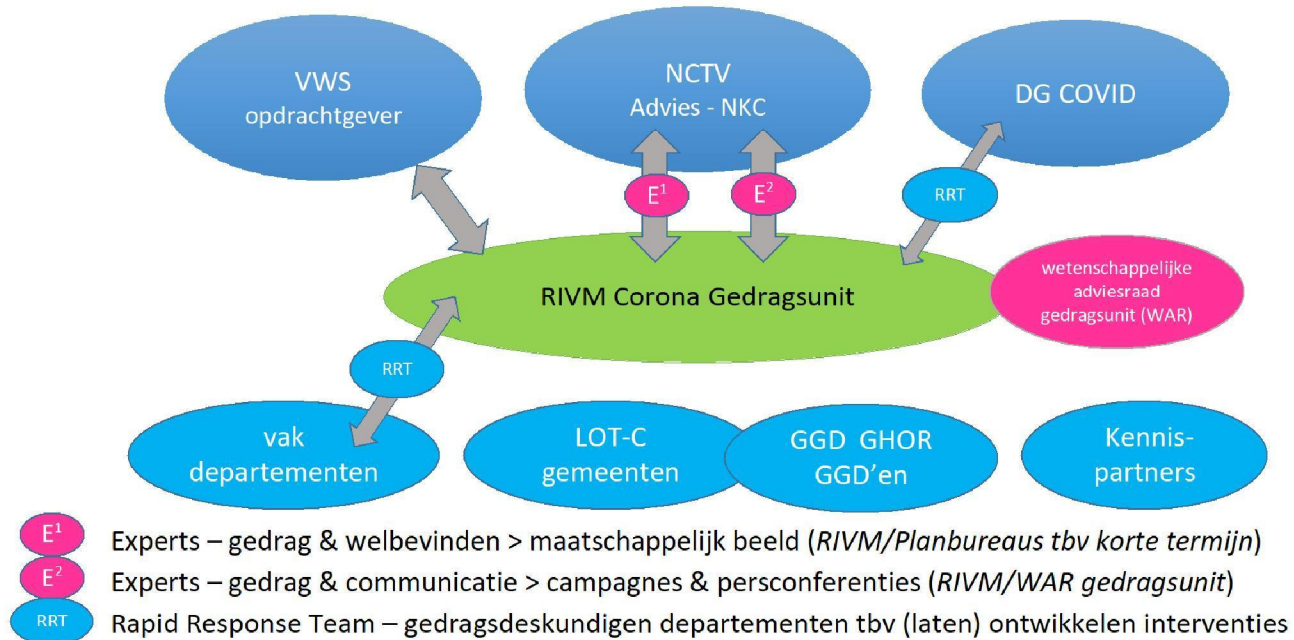 VWS
opdrachtgever
NCTV
Advies - NKC
DG COVID
E¹
E²
RRT
RIVM Corona Gedragsunit
wetenschappelijke
adviesraad
gedragsunit (WAR)
RRT
vak
departementen
LOT-C
gemeenten
GGD GHOR
GGD'en
Kennis-
partners
E¹ Experts – gedrag & welbevinden > maatschappelijk beeld (RIVM/Planbureaus tbv korte termijn)
E² Experts – gedrag & communicatie > campagnes & persconferenties (RIVM/WAR gedragsunit)
RRT Rapid Response Team – gedragsdeskundigen departementen tbv (laten) ontwikkelen interventies